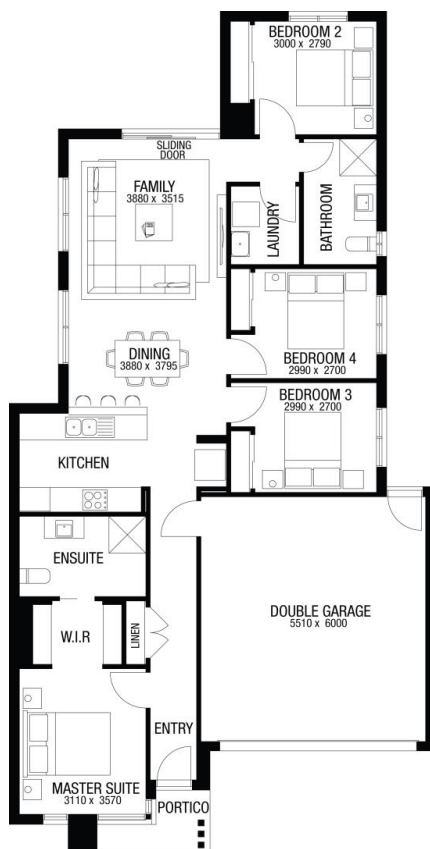 BEDROOM 2
3000 x 2790
SLIDING
DOOR
FAMILY
3880 x 3515
LAUNDRY
BATHROOM
DINING
3880 x 3795
BEDROOM 4
2990 x 2700
BEDROOM 3
2990 x 2700
KITCHEN
ENSUITE
DOUBLE GARAGE
5510 x 6000
W.I.R
LINEN
ENTRY
MASTER SUITE
3110 x 3570
PORTICO